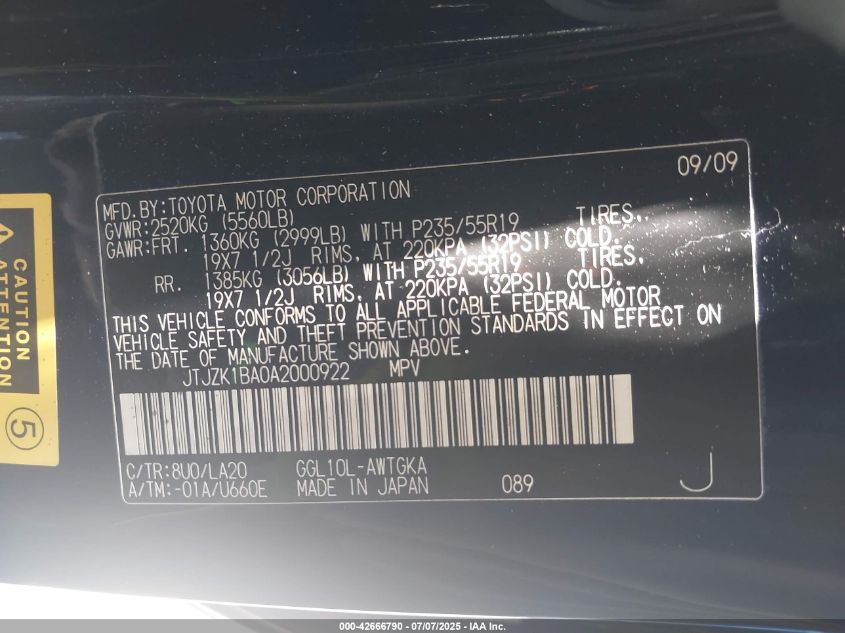 09/09
MFD.BY:TOYOTA MOTOR CORPORATION
GVWR:2520KG (5560LB)
GAWR:FRT. 1360KG (2999LB) WITH P235/55R19 TIRES,
19X7 1/2J RIMS, AT 220KPA (32PSI) COLD.
RR. 1385KG (3056LB) WITH P235/55R19 TIRES,
19X7 1/2J RIMS, AT 220KPA (32PSI) COLD.
THIS VEHICLE CONFORMS TO ALL APPLICABLE FEDERAL MOTOR
VEHICLE SAFETY AND THEFT PREVENTION STANDARDS IN EFFECT ON
THE DATE OF MANUFACTURE SHOWN ABOVE.
JTJZK1BA0A2000922 MPV
C/TR:8U0/LA20 GGL10L-AWTGKA
A/TM:-01A/U660E MADE IN JAPAN 089 J
CAUTION
ATTENTION
5
000-42666790 - 07/07/2025 - IAA Inc.